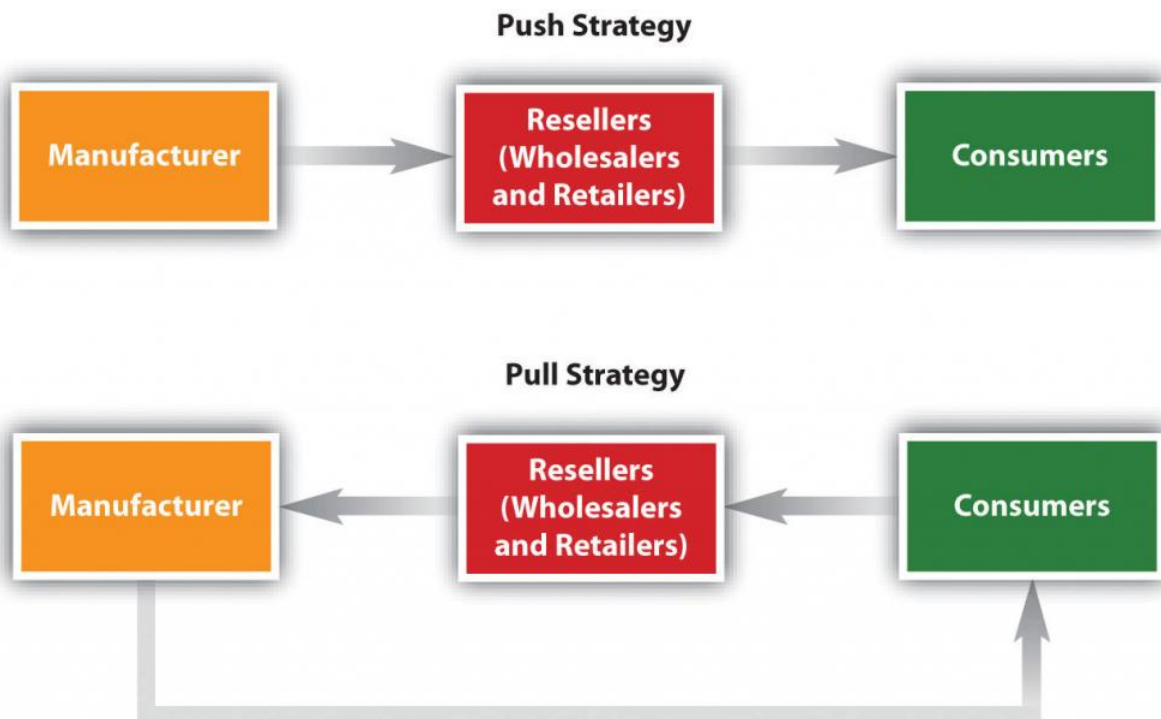 Push Strategy
Manufacturer
Resellers
(Wholesalers
and Retailers)
Consumers
Pull Strategy
Manufacturer
Resellers
(Wholesalers
and Retailers)
Consumers